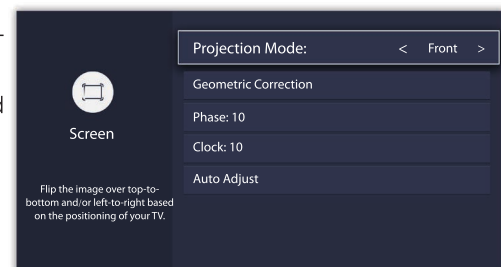 Screen
Flip the image over top-to-
bottom and/or left-to-right based
on the positioning of your TV.
Projection Mode: < Front >
Geometric Correction
Phase: 10
Clock: 10
Auto Adjust